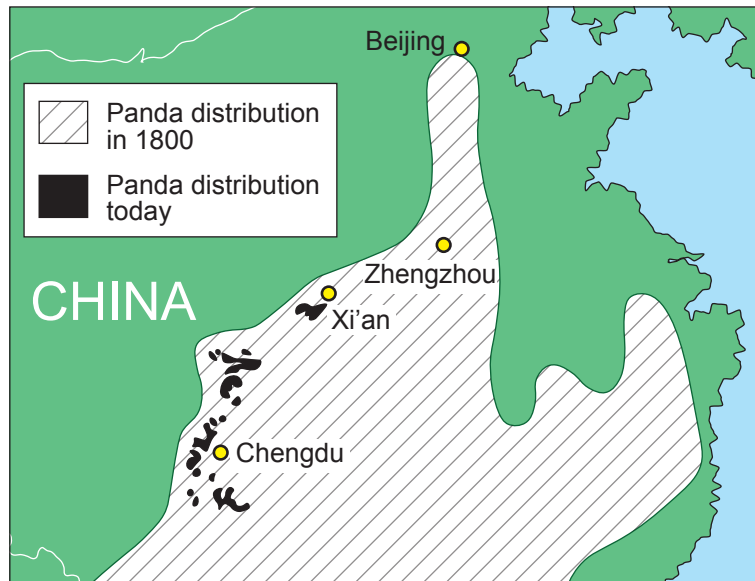 Beijing
Panda distribution
in 1800
Panda distribution
today
Zhengzhou
CHINA
Xi’an
Chengdu